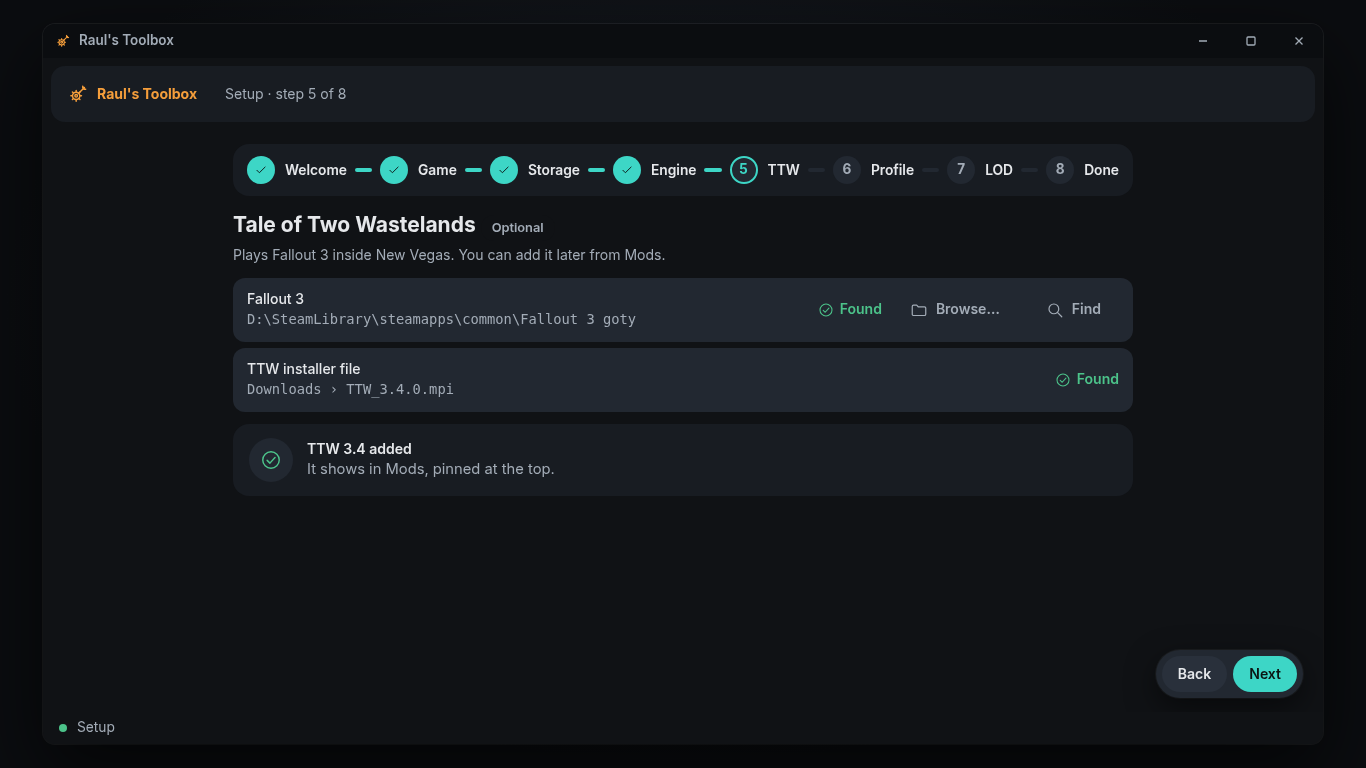 Raul's Toolbox
Raul's Toolbox Setup · step 5 of 8
Welcome Game Storage Engine 5 TTW 6 Profile 7 LOD 8 Done
Tale of Two Wastelands Optional
Plays Fallout 3 inside New Vegas. You can add it later from Mods.
Fallout 3
D:\SteamLibrary\steamapps\common\Fallout 3 goty
Found Browse... Find
TTW installer file
Downloads › TTW_3.4.0.mpi
Found
TTW 3.4 added
It shows in Mods, pinned at the top.
Back Next
Setup